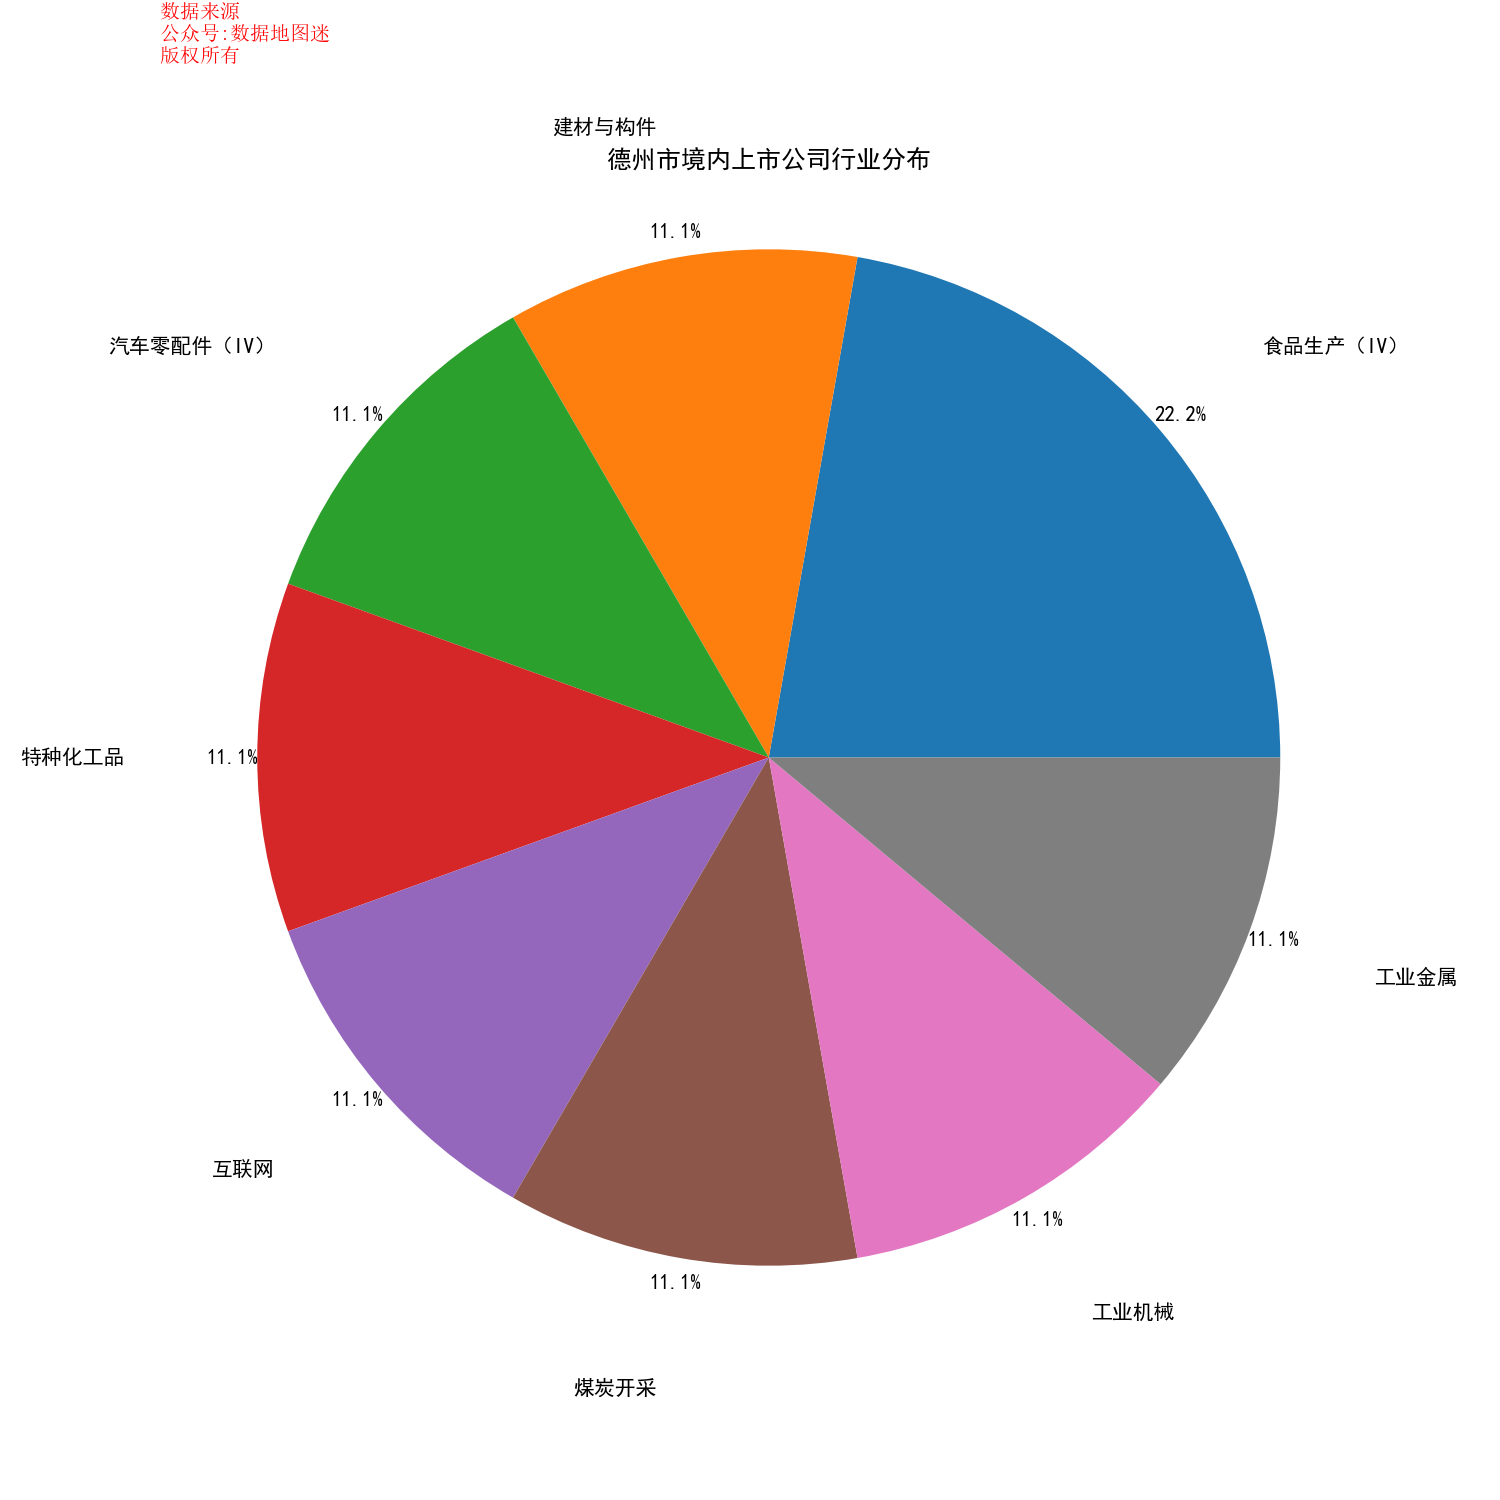 数据来源
公众号:数据地图迷
版权所有
建材与构件
德州市境内上市公司行业分布
11.1%
汽车零配件（IV）
食品生产（IV）
11.1%
22.2%
特种化工品
11.1%
11.1%
工业金属
11.1%
互联网
11.1%
11.1%
工业机械
煤炭开采